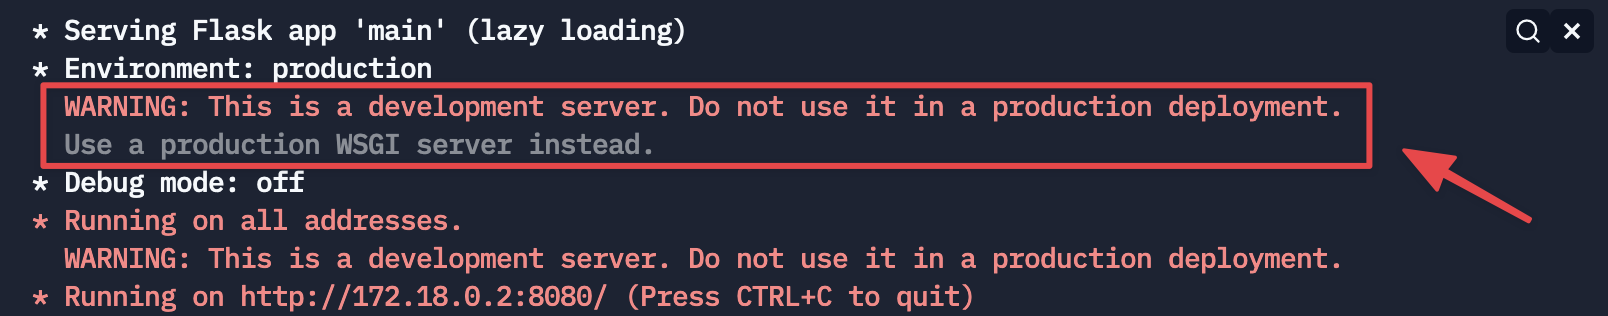 * Serving Flask app 'main' (lazy loading)
* Environment: production
WARNING: This is a development server. Do not use it in a production deployment.
Use a production WSGI server instead.
* Debug mode: off
* Running on all addresses.
WARNING: This is a development server. Do not use it in a production deployment.
* Running on http://172.18.0.2:8080/ (Press CTRL+C to quit)